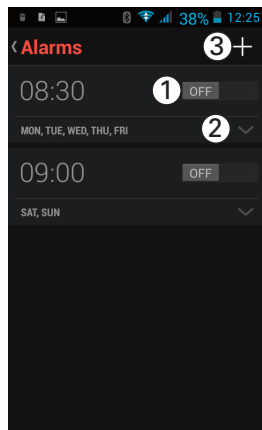 38% 12:25
Alarms 3
08:30 1 OFF
MON, TUE, WED, THU, FRI 2
09:00 OFF
SAT, SUN